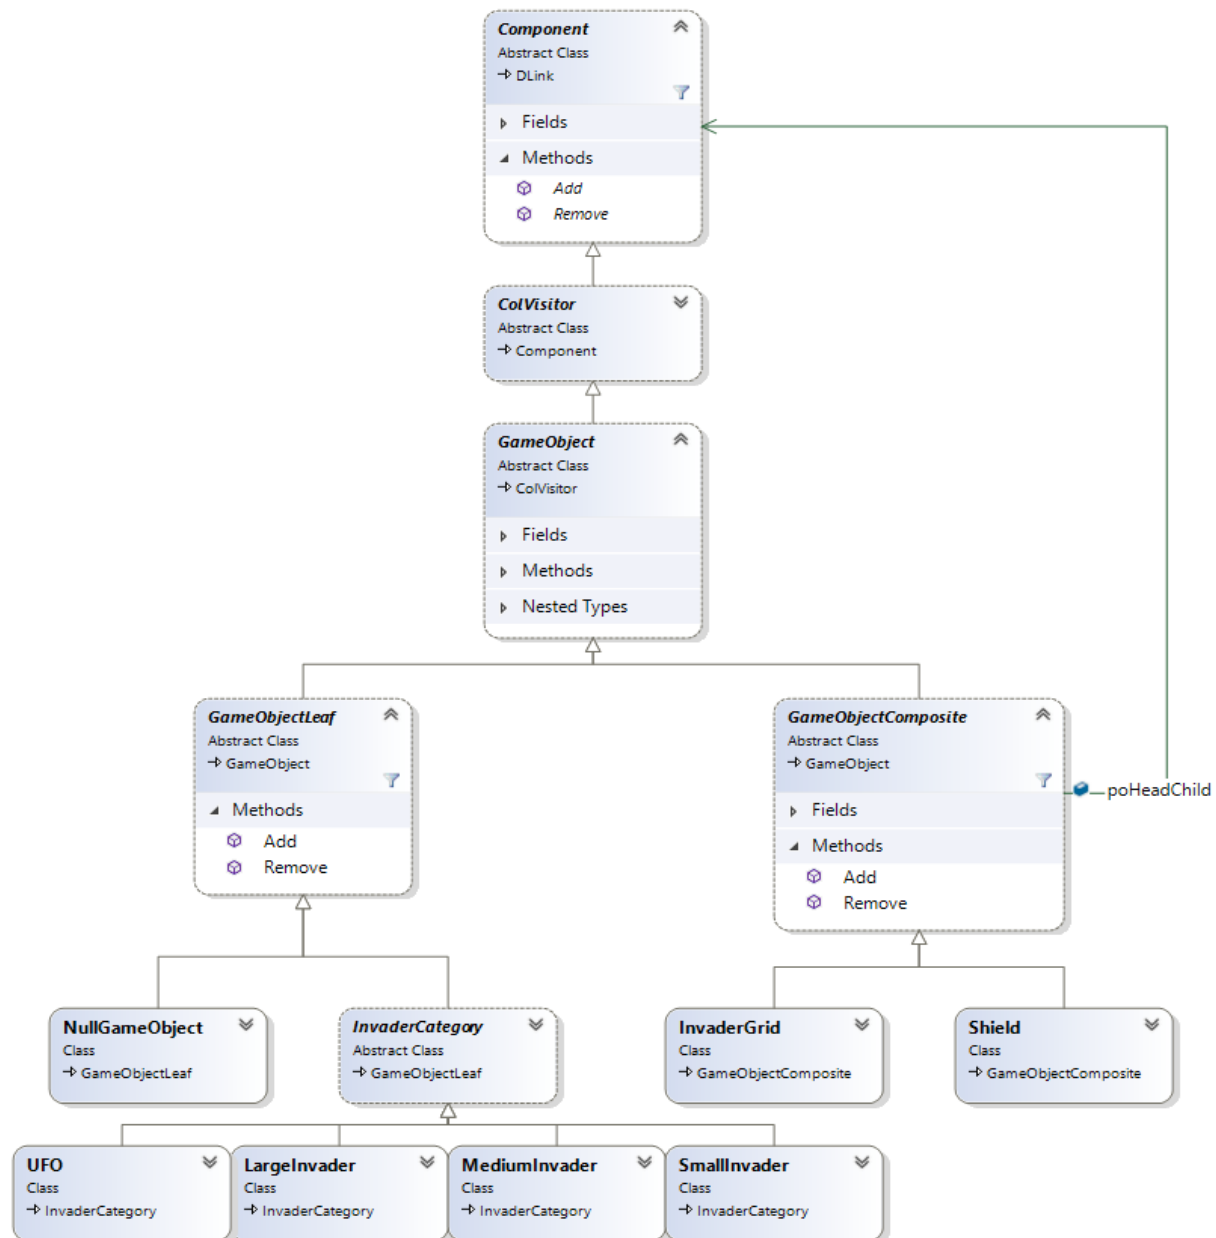 Component
Abstract Class
DLink
Fields
Methods
Add
Remove
ColVisitor
Abstract Class
Component
GameObject
Abstract Class
ColVisitor
Fields
Methods
Nested Types
GameObjectLeaf
Abstract Class
GameObject
Methods
Add
Remove
GameObjectComposite
Abstract Class
GameObject
Fields
Methods
Add
Remove
poHeadChild
NullGameObject
Class
GameObjectLeaf
InvaderCategory
Abstract Class
GameObjectLeaf
InvaderGrid
Class
GameObjectComposite
Shield
Class
GameObjectComposite
UFO
Class
InvaderCategory
LargeInvader
Class
InvaderCategory
MediumInvader
Class
InvaderCategory
SmallInvader
Class
InvaderCategory